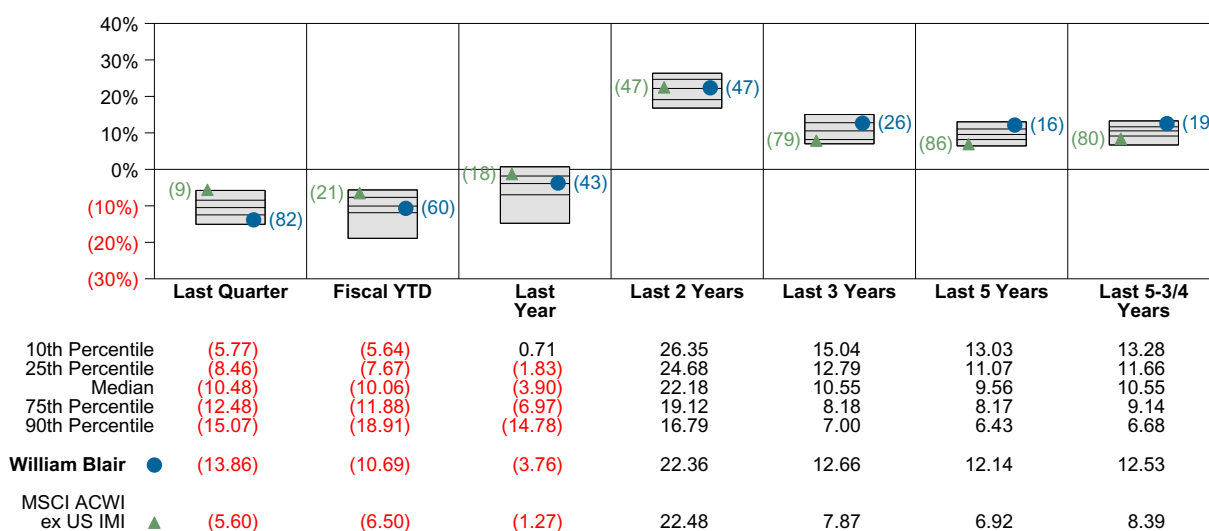 40%
30%
20%
10%
0%
(10%)
(20%)
(30%)
(9)
(82)
(21)
(60)
(18)
(43)
(47)
(47)
(79)
(26)
(86)
(16)
(80)
(19
Last Quarter Fiscal YTD Last Year Last 2 Years Last 3 Years Last 5 Years Last 5-3/4 Years
10th Percentile (5.77) (5.64) 0.71 26.35 15.04 13.03 13.28
25th Percentile (8.46) (7.67) (1.83) 24.68 12.79 11.07 11.66
Median (10.48) (10.06) (3.90) 22.18 10.55 9.56 10.55
75th Percentile (12.48) (11.88) (6.97) 19.12 8.18 8.17 9.14
90th Percentile (15.07) (18.91) (14.78) 16.79 7.00 6.43 6.68
William Blair (13.86) (10.69) (3.76) 22.36 12.66 12.14 12.53
MSCI ACWI
ex US IMI (5.60) (6.50) (1.27) 22.48 7.87 6.92 8.39